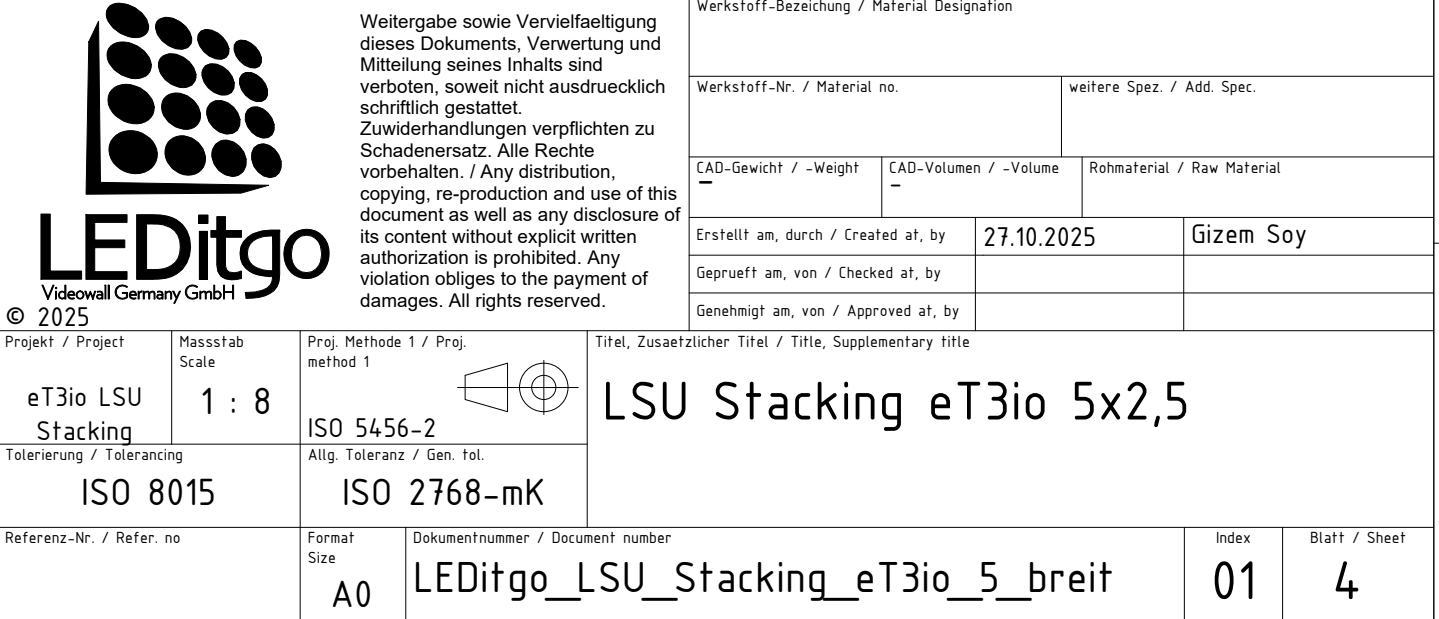 LEDitgo
Videowall Germany GmbH
© 2025
Weitergabe sowie Vervielfaeltigung
dieses Dokuments, Verwertung und
Mitteilung seines Inhalts sind
verboten, soweit nicht ausdruecklich
schriftlich gestattet.
Zuwiderhandlungen verpflichten zu
Schadenersatz. Alle Rechte
vorbehalten. / Any distribution,
copying, re-production and use of this
document as well as any disclosure of
its content without explicit written
authorization is prohibited. Any
violation obliges to the payment of
damages. All rights reserved.
Werkstoff-Bezeichung / Material Designation
Werkstoff-Nr. / Material no.
weitere Spez. / Add. Spec.
CAD-Gewicht / -Weight
–
CAD-Volumen / -Volume
–
Rohmaterial / Raw Material
Erstellt am, durch / Created at, by
27.10.2025
Gizem Soy
Geprueft am, von / Checked at, by
Genehmigt am, von / Approved at, by
Projekt / Project
eT3io LSU
Stacking
Massstab
Scale
1 : 8
Proj. Methode 1 / Proj.
method 1
ISO 5456-2
Titel, Zusaetzlicher Titel / Title, Supplementary title
LSU Stacking eT3io 5x2,5
Tolerierung / Tolerancing
ISO 8015
Allg. Toleranz / Gen. tol.
ISO 2768-mK
Referenz-Nr. / Refer. no
Format
Size
A0
Dokumentnummer / Document number
LEDitgo_LSU_Stacking_eT3io_5_breit
Index
01
Blatt / Sheet
4